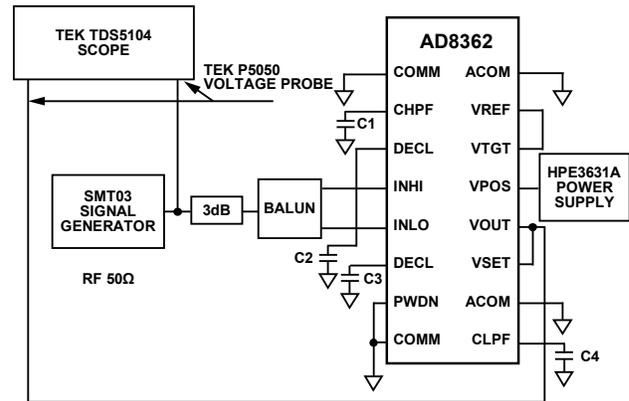 TEK TDS5104
SCOPE
TEK P5050
VOLTAGE PROBE
SMT03
SIGNAL
GENERATOR
3dB
BALUN
RF 50Ω
C1
C2
C3
AD8362
COMM
CHPF
DECL
INHI
INLO
DECL
PWDN
COMM
ACOM
VREF
VTGT
VPOS
VOUT
VSET
ACOM
CLPF
HPE3631A
POWER
SUPPLY
C4